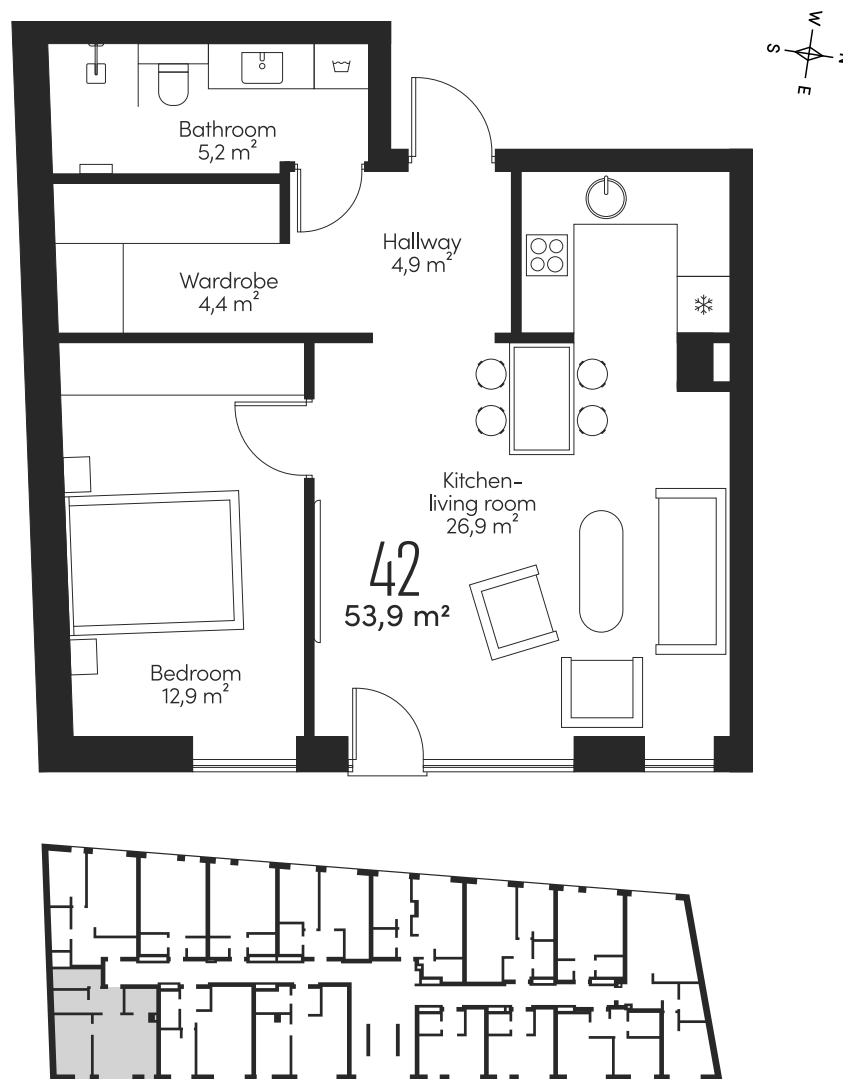 W
S
N
E
Bathroom
5,2 m²
Hallway
4,9 m²
Wardrobe
4,4 m²
Kitchen-
living room
26,9 m²
42
53,9 m²
Bedroom
12,9 m²